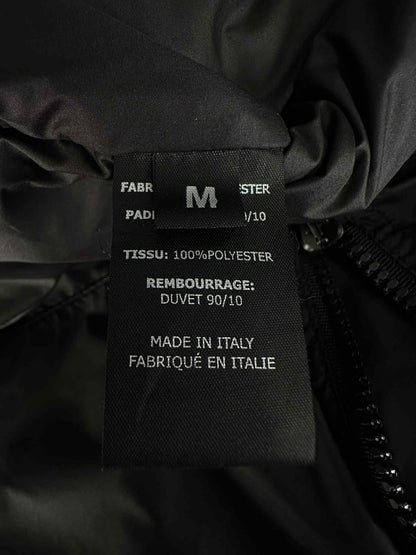 M
TISSU: 100%POLYESTER
REMBOURRAGE:
DUVET 90/10
MADE IN ITALY
FABRIQUÉ EN ITALIE